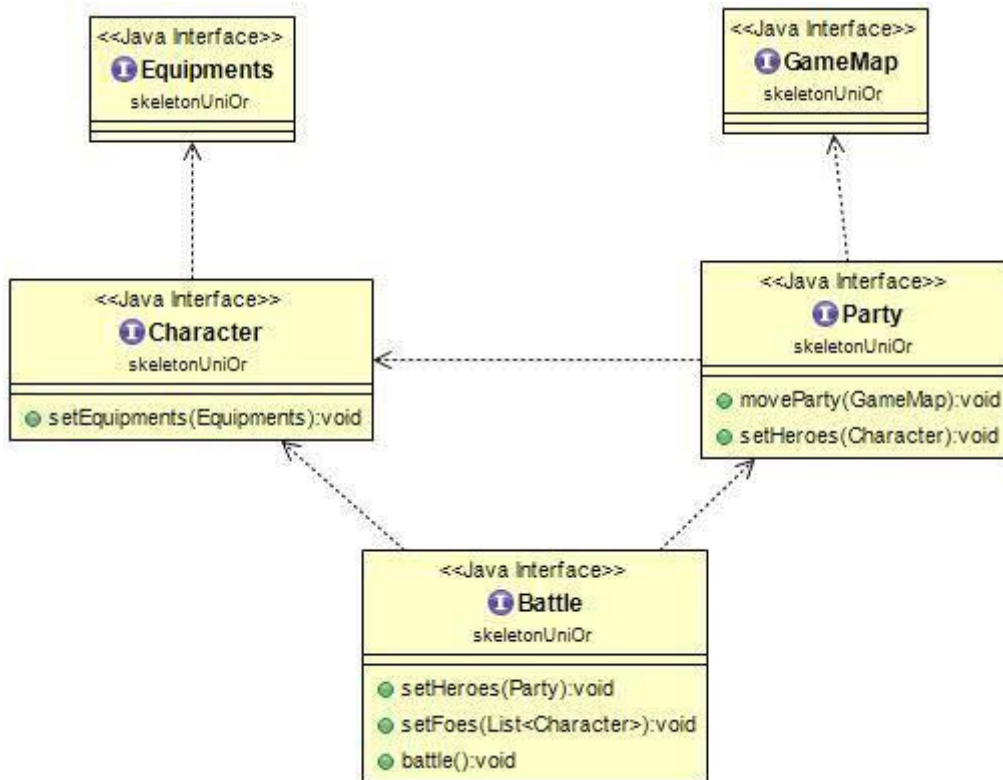 <<Java Interface>>
Equipments
skeletonUniOr
<<Java Interface>>
GameMap
skeletonUniOr
<<Java Interface>>
Character
skeletonUniOr
setEquipments(Equipments):void
<<Java Interface>>
Party
skeletonUniOr
moveParty(GameMap):void
setHeroes(Character):void
<<Java Interface>>
Battle
skeletonUniOr
setHeroes(Party):void
setFoes(List<Character>):void
battle():void